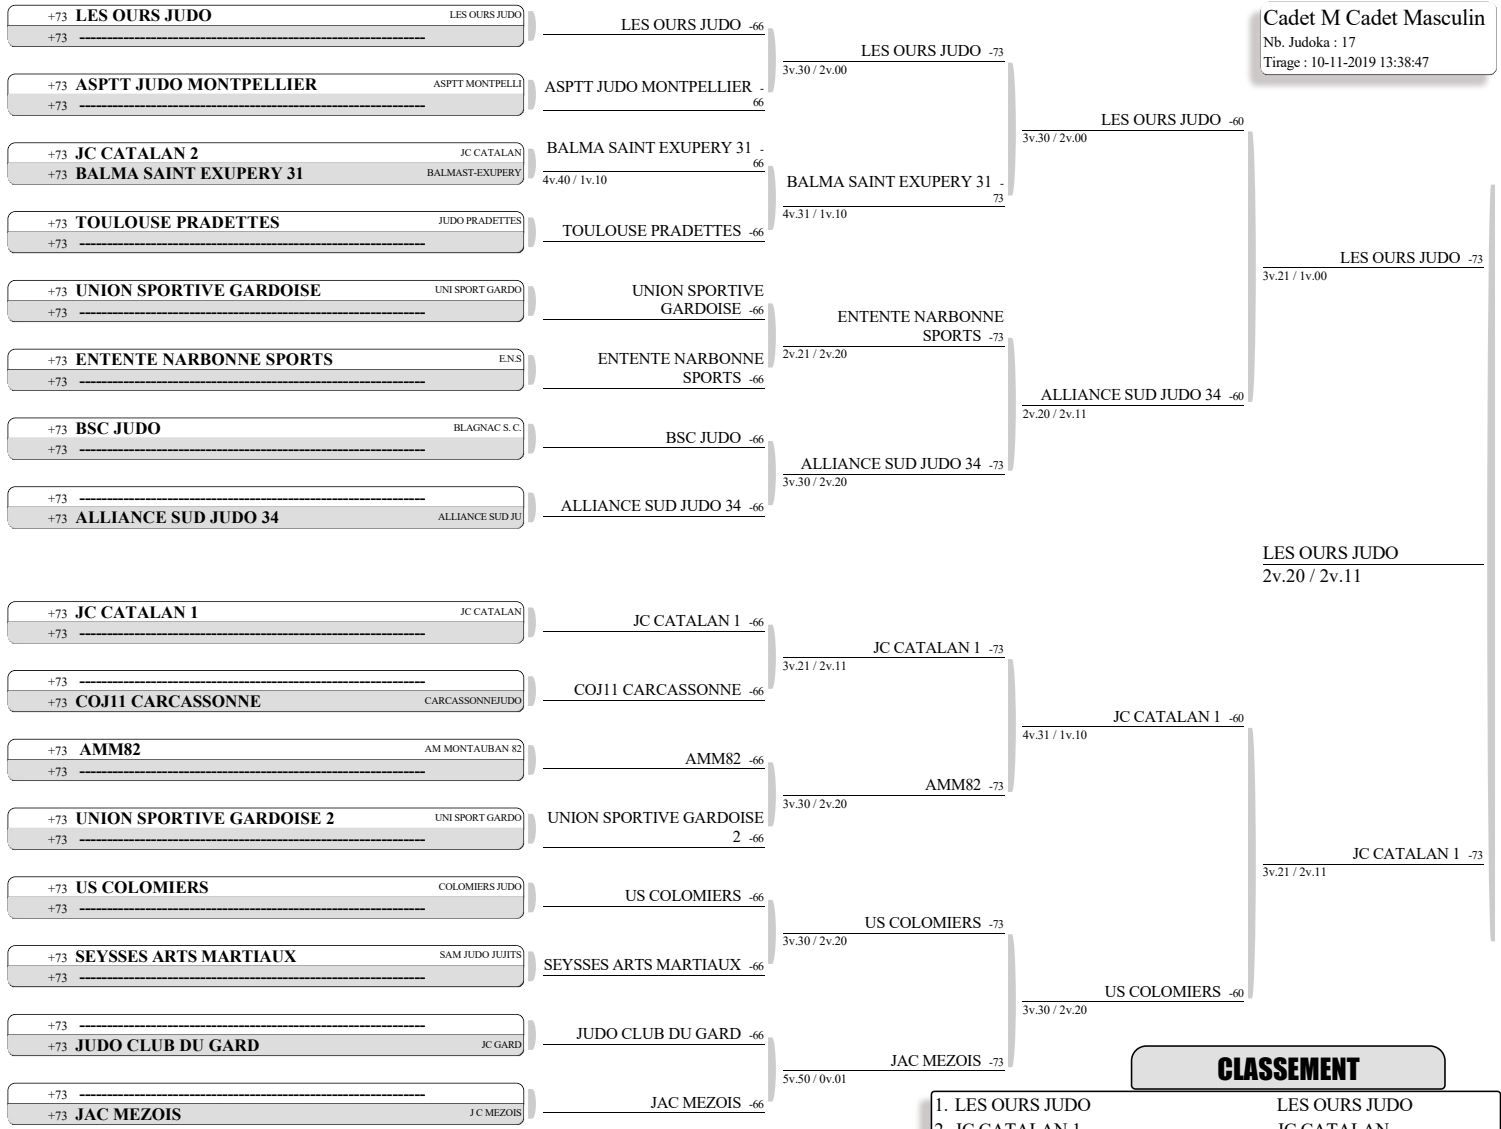 +73 LES OURS JUDO LES OURS JUDO
+73 ------------------------------------------------------------
+73 ASPTT JUDO MONTPELLIER ASPTT MONTPELLI
+73 ------------------------------------------------------------
+73 JC CATALAN 2 JC CATALAN
+73 BALMA SAINT EXUPERY 31 BALMAST-EXUPERY
+73 TOULOUSE PRADETTES JUDO PRADETTES
+73 ------------------------------------------------------------
+73 UNION SPORTIVE GARDOISE UNI SPORT GARDO
+73 ------------------------------------------------------------
+73 ENTENTE NARBONNE SPORTS E.N.S
+73 ------------------------------------------------------------
+73 BSC JUDO BLAGNAC S. C.
+73 ------------------------------------------------------------
+73 ------------------------------------------------------------
+73 ALLIANCE SUD JUDO 34 ALLIANCE SUD JU
+73 JC CATALAN 1 JC CATALAN
+73 ------------------------------------------------------------
+73 ------------------------------------------------------------
+73 COJ11 CARCASSONNE CARCASSONNEJUDO
+73 AMM82 AM MONTAUBAN 82
+73 ------------------------------------------------------------
+73 UNION SPORTIVE GARDOISE 2 UNI SPORT GARDO
+73 ------------------------------------------------------------
+73 US COLOMIERS COLOMIERS JUDO
+73 ------------------------------------------------------------
+73 SEYSSES ARTS MARTIAUX SAM JUDO JUJITS
+73 ------------------------------------------------------------
+73 ------------------------------------------------------------
+73 JUDO CLUB DU GARD JC GARD
+73 ------------------------------------------------------------
+73 JAC MEZOIS J C MEZOIS
LES OURS JUDO -66
ASPTT JUDO MONTPELLIER -
66
BALMA SAINT EXUPERY 31 -
66
4v.40 / 1v.10
TOULOUSE PRADETTES -66
UNION SPORTIVE
GARDOISE -66
ENTENTE NARBONNE
SPORTS -66
BSC JUDO -66
ALLIANCE SUD JUDO 34 -66
JC CATALAN 1 -66
COJ11 CARCASSONNE -66
AMM82 -66
UNION SPORTIVE GARDOISE
2 -66
US COLOMIERS -66
SEYSSES ARTS MARTIAUX -66
JUDO CLUB DU GARD -66
JAC MEZOIS -66
LES OURS JUDO -73
3v.30 / 2v.00
BALMA SAINT EXUPERY 31 -
73
4v.31 / 1v.10
ENTENTE NARBONNE
SPORTS -73
2v.21 / 2v.20
ALLIANCE SUD JUDO 34 -73
3v.30 / 2v.20
JC CATALAN 1 -73
3v.21 / 2v.11
AMM82 -73
3v.30 / 2v.20
US COLOMIERS -73
3v.30 / 2v.20
JAC MEZOIS -73
5v.50 / 0v.01
LES OURS JUDO -60
3v.30 / 2v.00
ALLIANCE SUD JUDO 34 -60
2v.20 / 2v.11
JC CATALAN 1 -60
4v.31 / 1v.10
US COLOMIERS -60
3v.30 / 2v.20
Cadet M Cadet Masculin
Nb. Judoka : 17
Tirage : 10-11-2019 13:38:47
LES OURS JUDO -73
3v.21 / 1v.00
LES OURS JUDO
2v.20 / 2v.11
JC CATALAN 1 -73
3v.21 / 2v.11
CLASSEMENT
1. LES OURS JUDO LES OURS JUDO
2. JC CATALAN 1 JC CATALAN